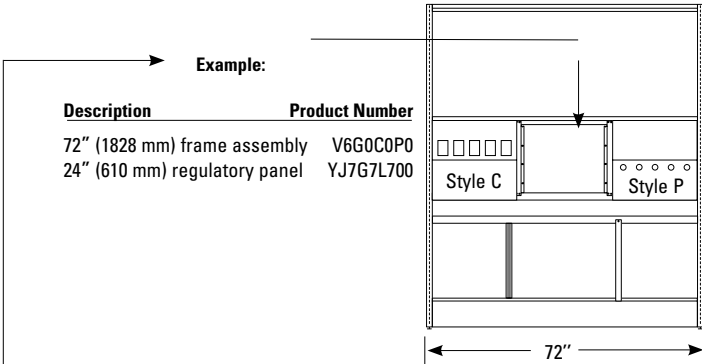 Example:
Description Product Number
72” (1828 mm) frame assembly V6G0C0P0
24” (610 mm) regulatory panel YJ7G7L700
Style C
Style P
72”